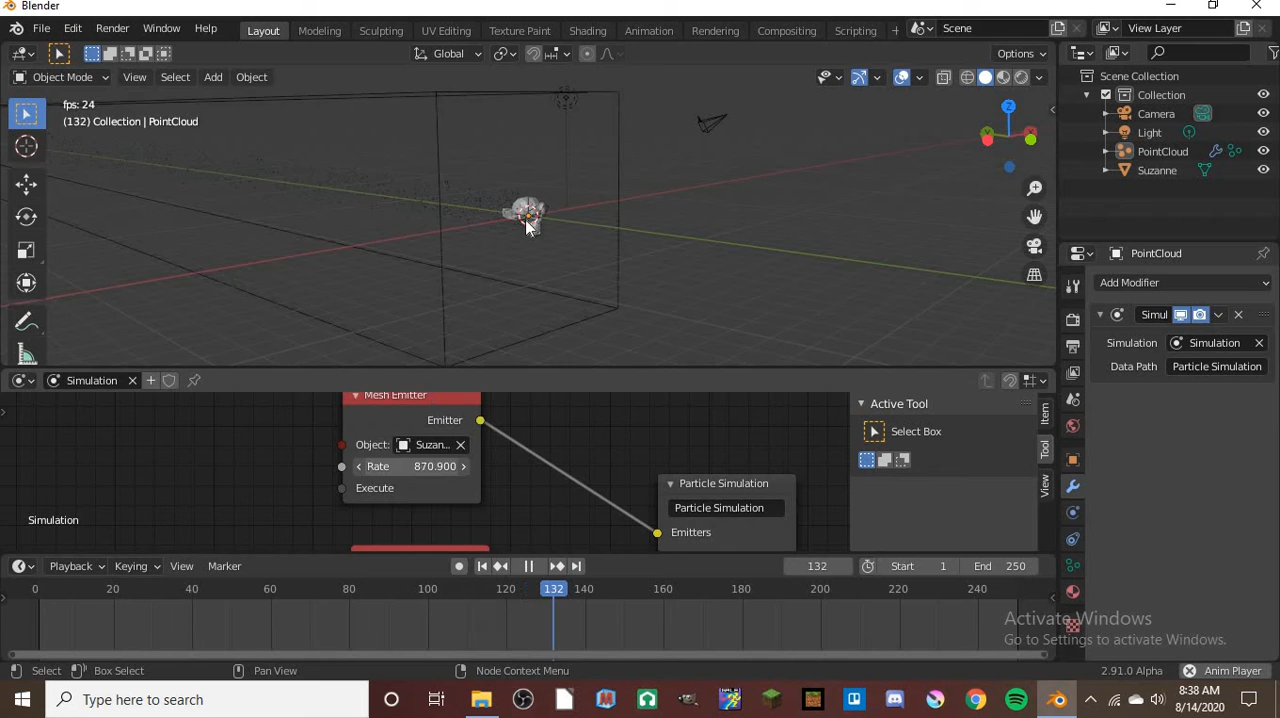 Blender
File Edit Render Window Help Layout Modeling Sculpting UV Editing Texture Paint Shading Animation Rendering Compositing Scripting + Scene View Layer
Global Options
Object Mode View Select Add Object
fps: 24
(132) Collection | PointCloud
Z
Scene Collection
Collection
Camera
Light
PointCloud
Suzanne
PointCloud
Add Modifier
Simul
Simulation Simulation
Data Path Particle Simulation
Simulation
Mesh Emitter
Emitter
Object: Suzan...
Rate 870.900
Execute
Particle Simulation
Particle Simulation
Emitters
Simulation
Active Tool
Select Box
Item
Tool
View
Playback Keying View Marker 132 Start 1 End 250
0 20 40 60 80 100 120 132 140 160 180 200 220 240
Activate Windows
Go to Settings to activate Windows.
Select Box Select Pan View Node Context Menu 2.91.0 Alpha Anim Player
Type here to search
8:38 AM
8/14/2020